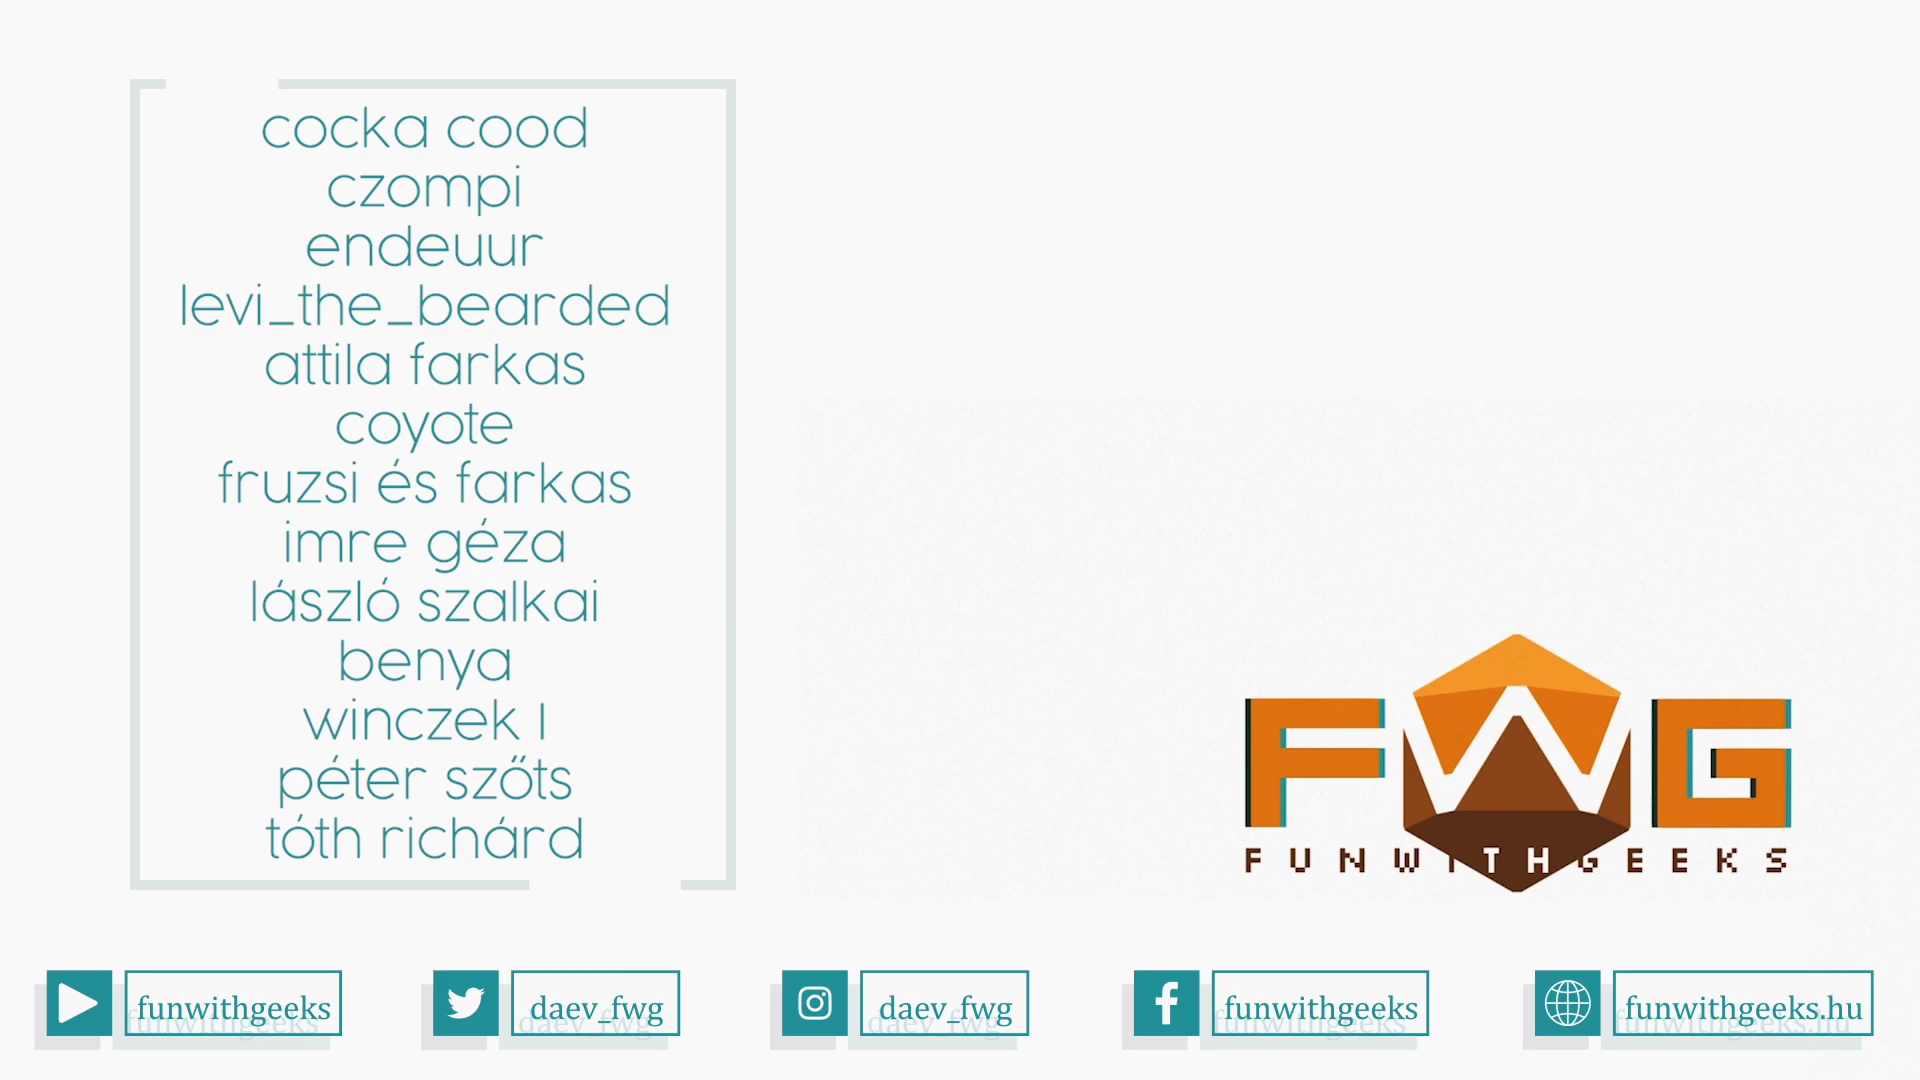 cocka cood
czompi
endeuur
levi_the_bearded
attila farkas
coyote
fruzsi és farkas
imre géza
lászló szalkai
benya
winczek l
péter szőts
tóth richárd
FWG
FUNWITHGEEKS
funwithgeeks
daev_fwg
daev_fwg
funwithgeeks
funwithgeeks.hu